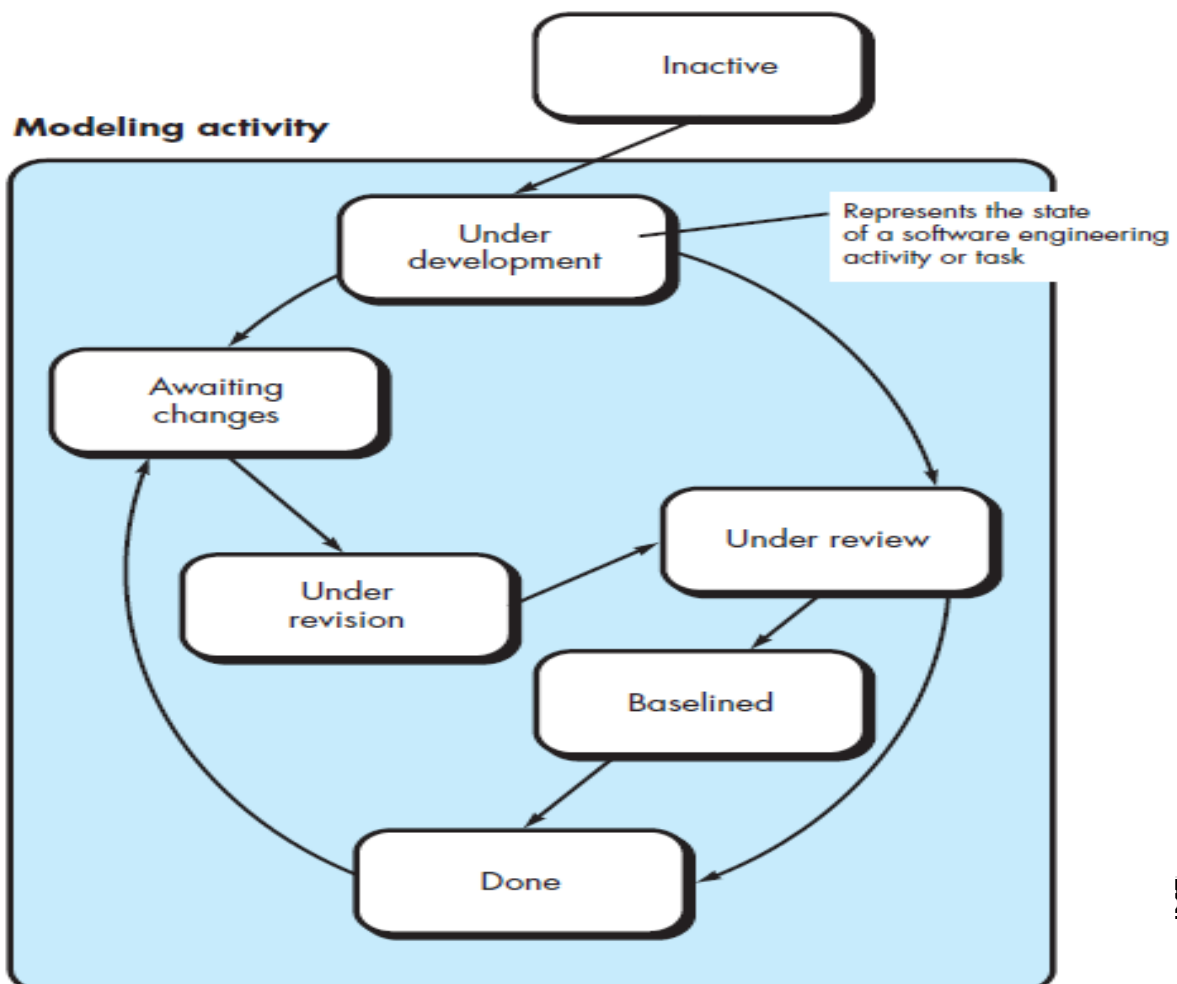 Inactive
Modeling activity
Represents the state
of a software engineering
activity or task
Under
development
Awaiting
changes
Under review
Under
revision
Baselined
Done